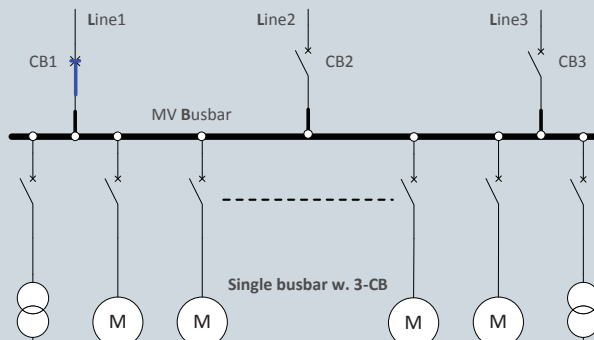 Line1
Line2
Line3
CB1
CB2
CB3
MV Busbar
Single busbar w. 3-CB
M
M
M
M